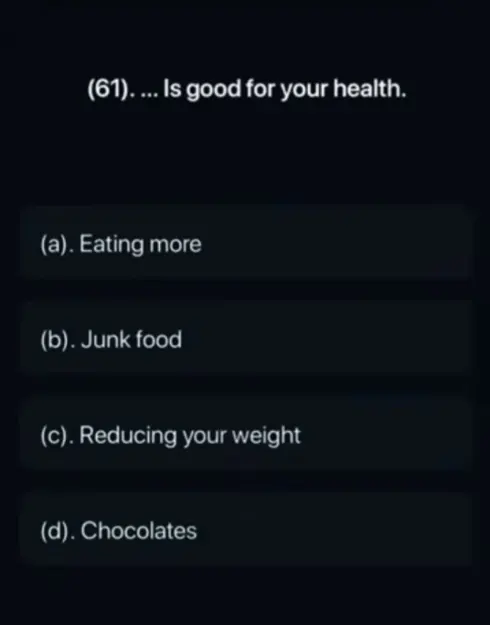 (61). ... Is good for your health.
(a). Eating more
(b). Junk food
(c). Reducing your weight
(d). Chocolates